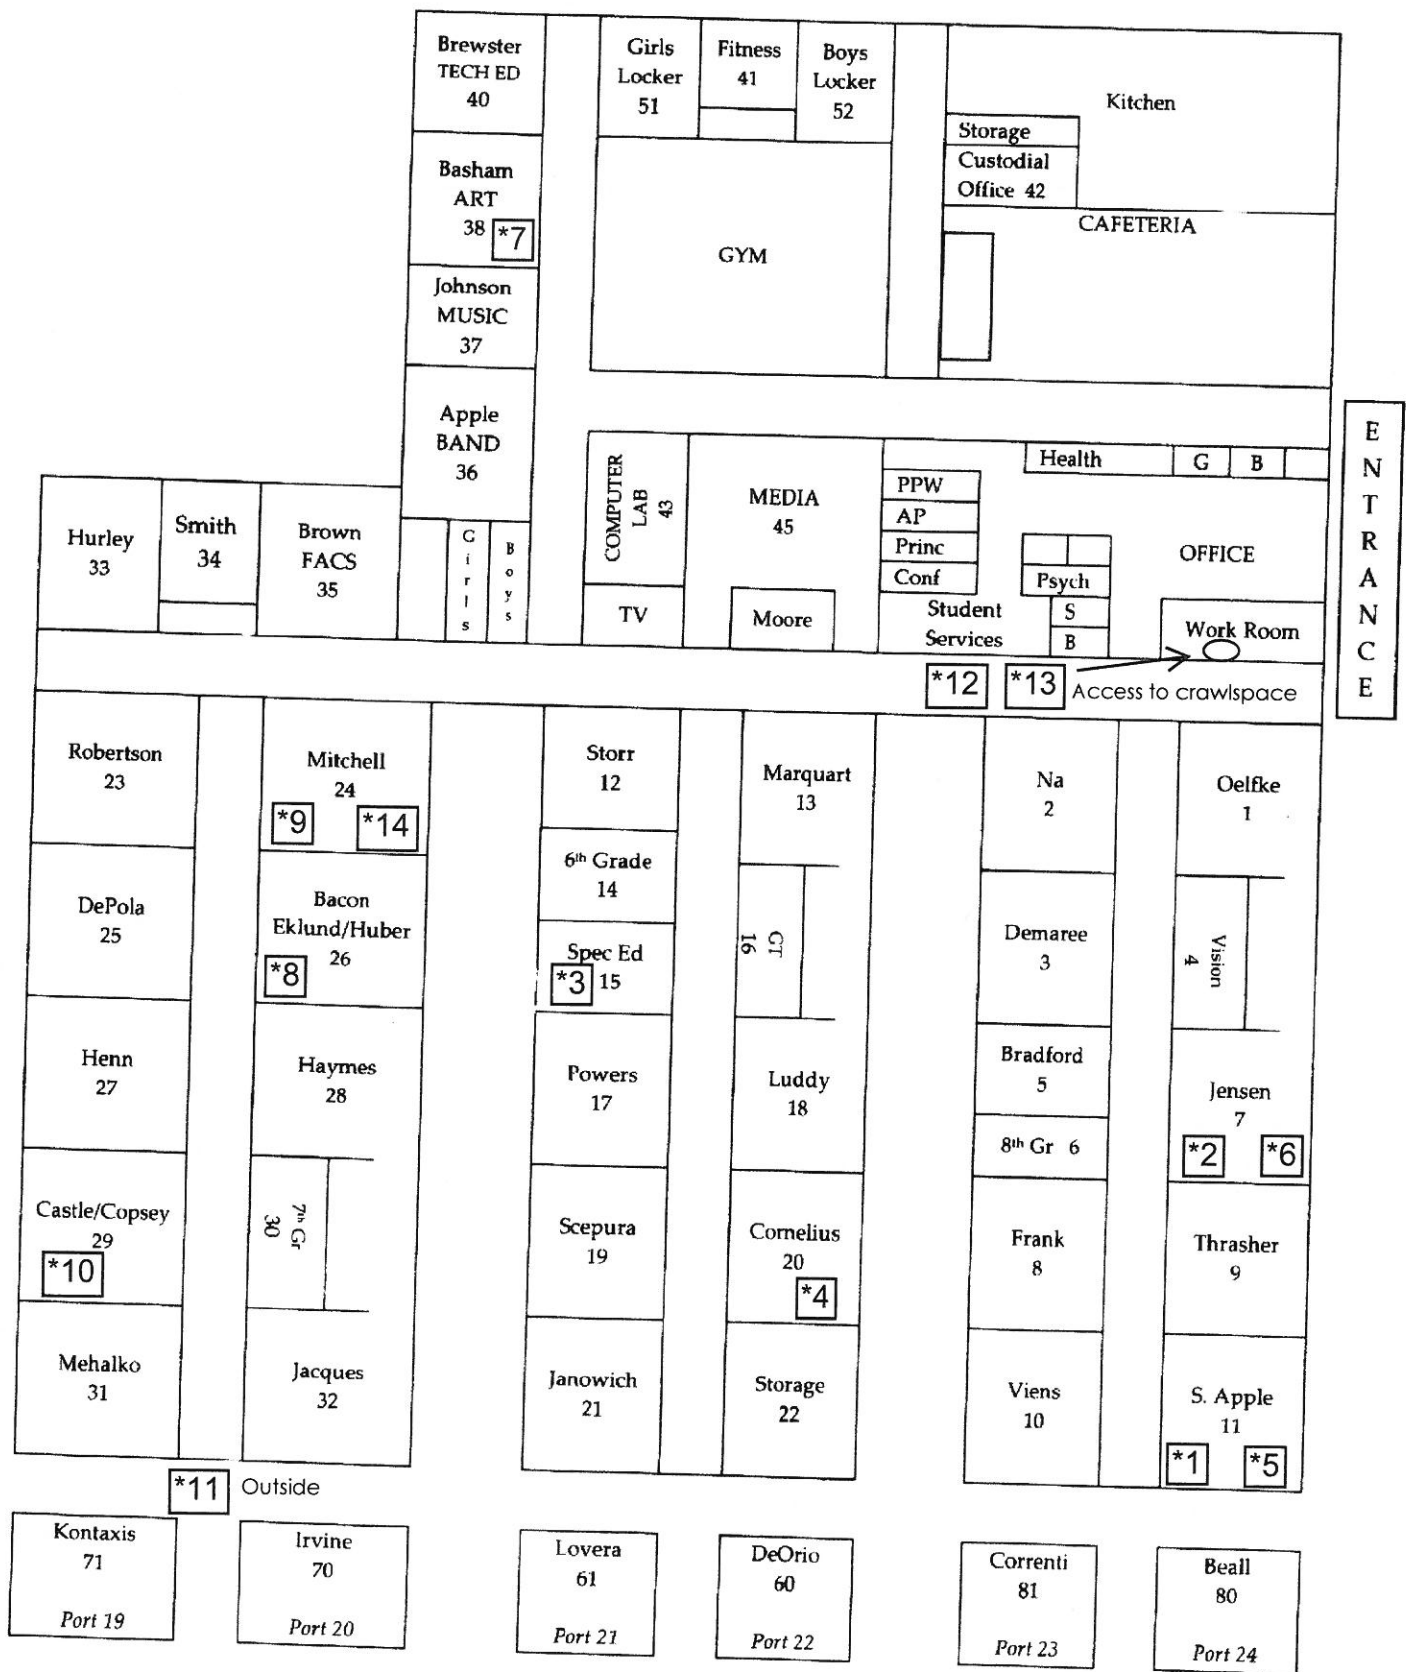 Brewster
TECH ED
40
Girls
Locker
51
Fitness
41
Boys
Locker
52
Kitchen
Storage
Custodial
Office 42
CAFETERIA
Basham
ART
38
*7
GYM
Johnson
MUSIC
37
Apple
BAND
36
ENTRANCE
COMPUTER
LAB
43
MEDIA
45
Health
G
B
PPW
AP
Princ
Conf
OFFICE
Psych
Student
Services
S
B
Work Room
TV
Moore
Hurley
33
Smith
34
Brown
FACS
35
Girls
Boys
*12
*13
Access to crawlspace
Robertson
23
Mitchell
24
*9
*14
Storr
12
Marquart
13
Na
2
Oelfke
1
DePola
25
Bacon
Eklund/Huber
26
*8
6th Grade
14
Spec Ed
15
*3
GT
16
Demaree
3
Vision
4
Henn
27
Haymes
28
Powers
17
Luddy
18
Bradford
5
8th Gr 6
Jensen
7
*2
*6
Castle/Copsey
29
*10
7th Gr
30
Scepura
19
Cornelius
20
*4
Frank
8
Thrasher
9
Mehalko
31
Jacques
32
Janowich
21
Storage
22
Viens
10
S. Apple
11
*1
*5
*11
Outside
Kontaxis
71
Port 19
Irvine
70
Port 20
Lovera
61
Port 21
DeOrio
60
Port 22
Correnti
81
Port 23
Beall
80
Port 24